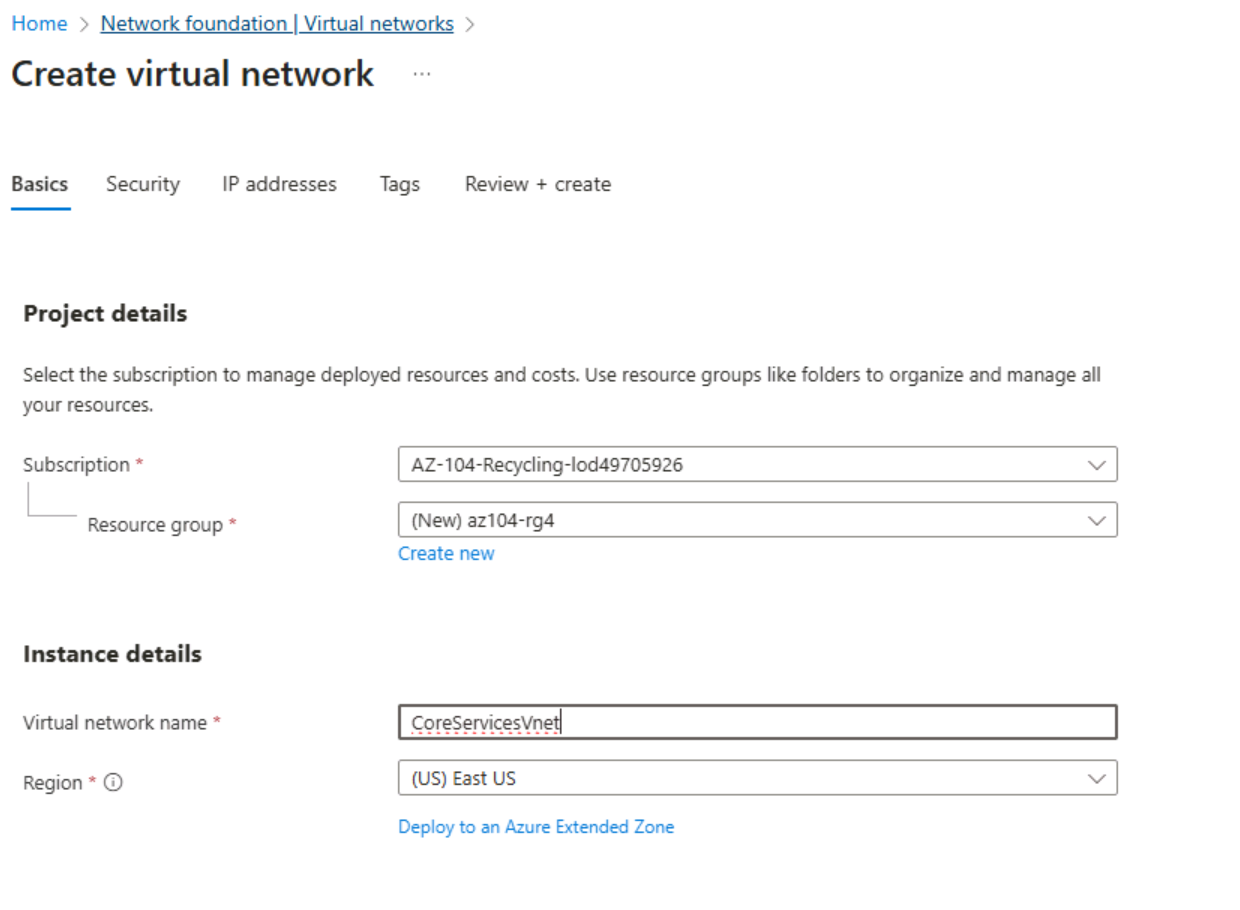 Home > Network foundation | Virtual networks >
Create virtual network ...
Basics Security IP addresses Tags Review + create
Project details
Select the subscription to manage deployed resources and costs. Use resource groups like folders to organize and manage all
your resources.
Subscription * AZ-104-Recycling-lod49705926
Resource group * (New) az104-rg4
Create new
Instance details
Virtual network name * CoreServicesVnet
Region * (US) East US
Deploy to an Azure Extended Zone